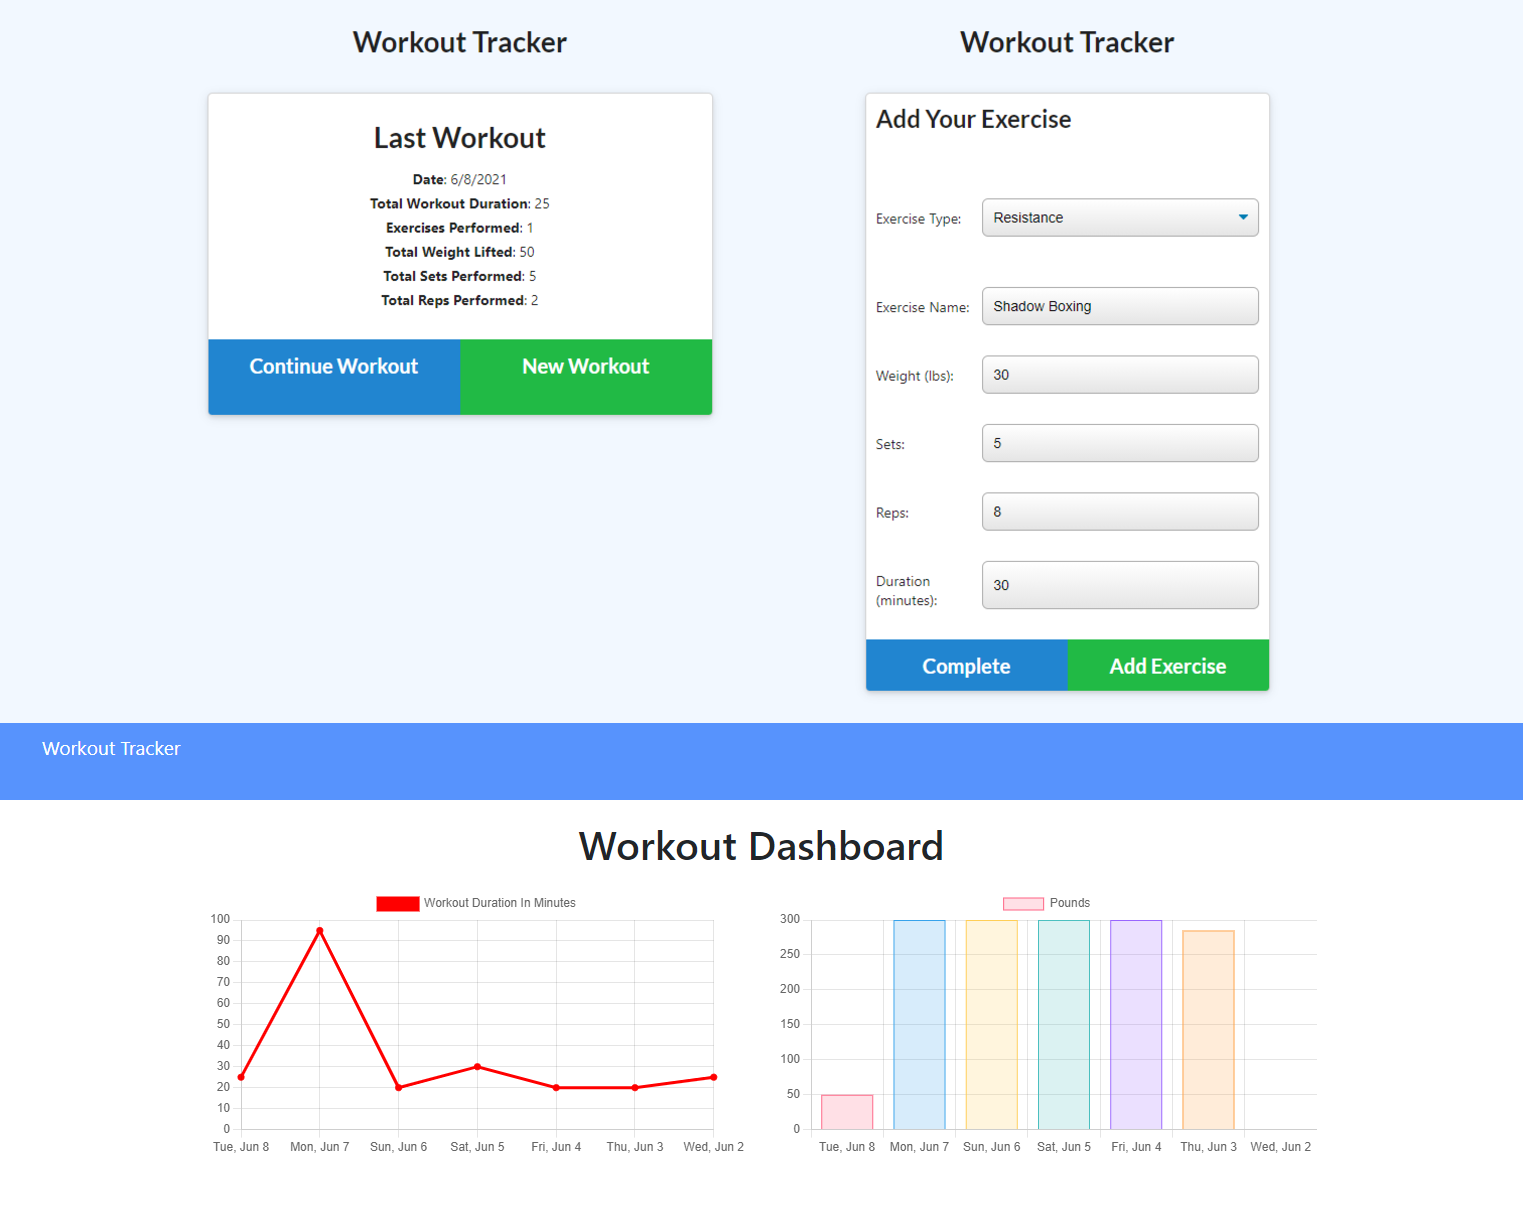 Workout Tracker
Last Workout
Date: 6/8/2021
Total Workout Duration: 25
Exercises Performed: 1
Total Weight Lifted: 50
Total Sets Performed: 5
Total Reps Performed: 2
Continue Workout
New Workout
Workout Tracker
Add Your Exercise
Exercise Type:
Resistance
Exercise Name:
Shadow Boxing
Weight (lbs):
30
Sets:
5
Reps:
8
Duration
(minutes):
30
Complete
Add Exercise
Workout Tracker
Workout Dashboard
Workout Duration In Minutes
100
90
80
70
60
50
40
30
20
10
0
Tue, Jun 8
Mon, Jun 7
Sun, Jun 6
Sat, Jun 5
Fri, Jun 4
Thu, Jun 3
Wed, Jun 2
Pounds
300
250
200
150
100
50
0
Tue, Jun 8
Mon, Jun 7
Sun, Jun 6
Sat, Jun 5
Fri, Jun 4
Thu, Jun 3
Wed, Jun 2